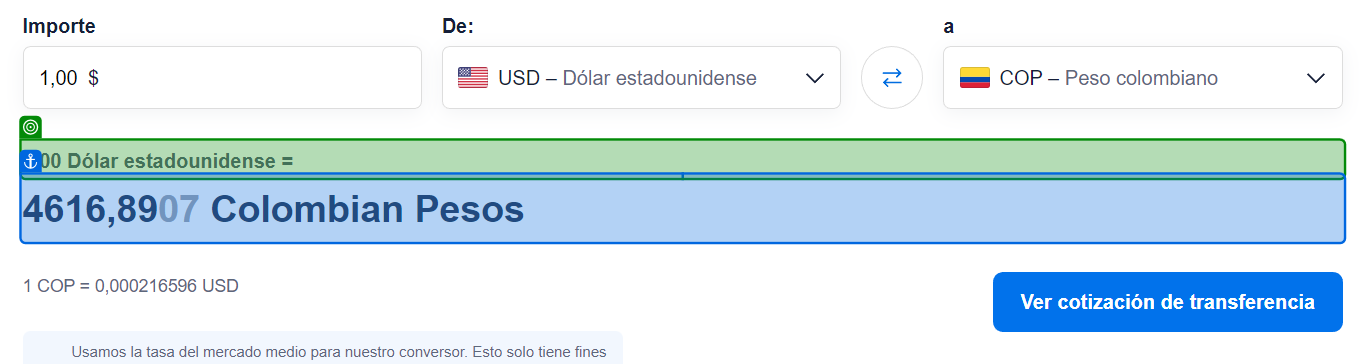 Importe De: a
1,00 $ USD – Dólar estadounidense COP – Peso colombiano
00 Dólar estadounidense =
4616,8907 Colombian Pesos
1 COP = 0,000216596 USD
Ver cotización de transferencia
Usamos la tasa del mercado medio para nuestro conversor. Esto solo tiene fines